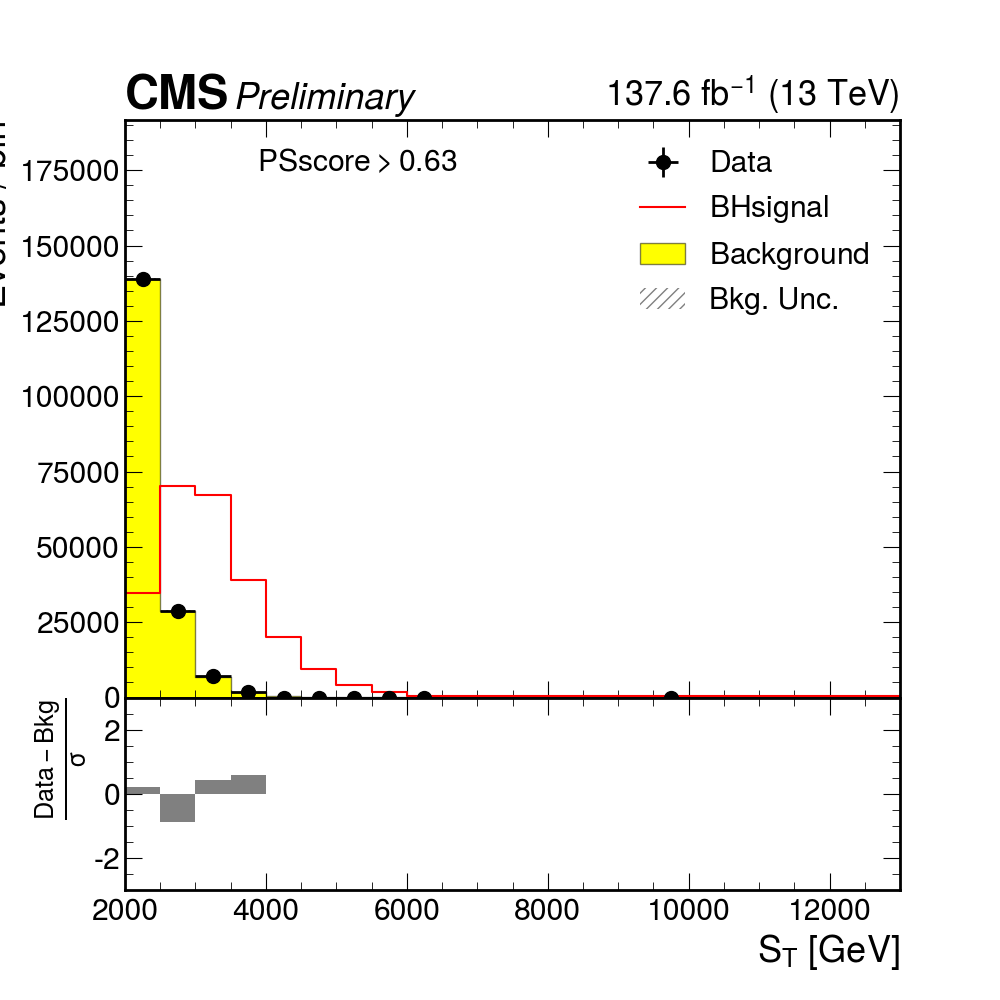 CMS Preliminary 137.6 fb⁻¹ (13 TeV)
PSscore > 0.63
Data
BHsignal
Background
Bkg. Unc.
175000
150000
125000
100000
75000
50000
25000
0
Data – Bkg
σ
2
0
-2
2000 4000 6000 8000 10000 12000
S_T [GeV]